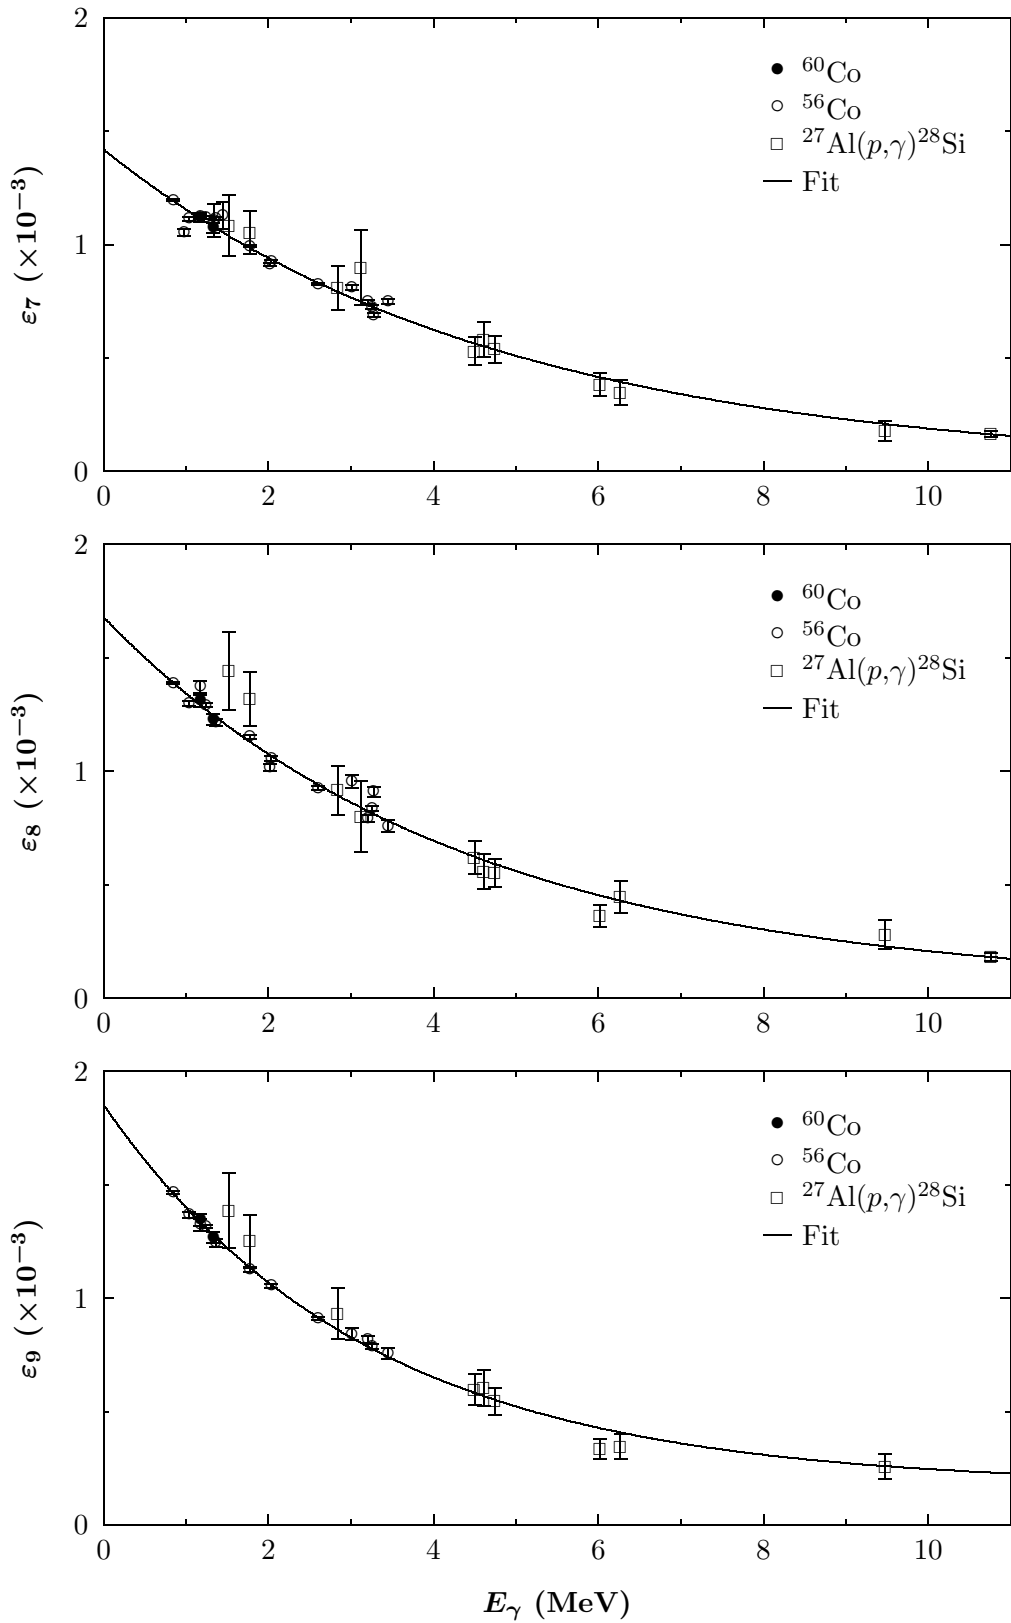 2
⁶⁰Co
⁵⁶Co
²⁷Al(p,γ)²⁸Si
Fit
1
0
ε₇ (×10⁻³)
0 2 4 6 8 10
2
⁶⁰Co
⁵⁶Co
²⁷Al(p,γ)²⁸Si
Fit
1
0
ε₈ (×10⁻³)
0 2 4 6 8 10
2
⁶⁰Co
⁵⁶Co
²⁷Al(p,γ)²⁸Si
Fit
1
0
ε₉ (×10⁻³)
0 2 4 6 8 10
E_γ (MeV)